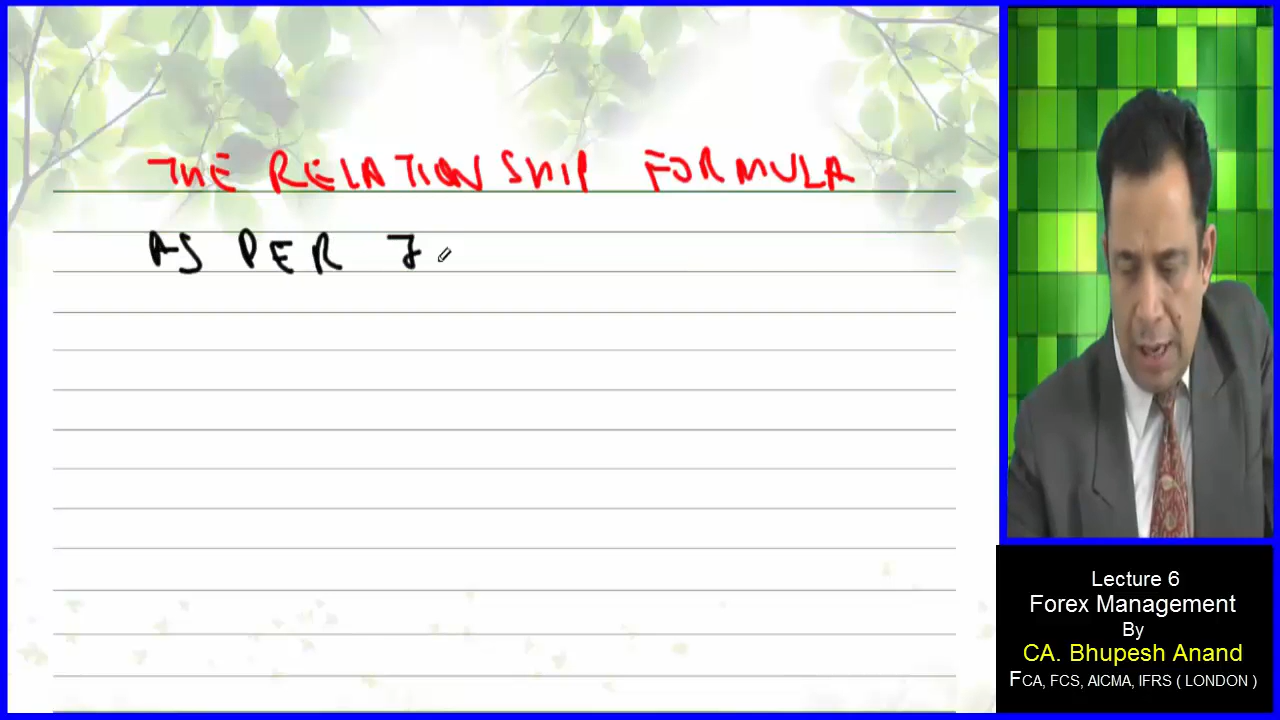 THE RELATIONSHIP FORMULA
AS PER
Lecture 6
Forex Management
By
CA. Bhupesh Anand
FCA, FCS, AICMA, IFRS ( LONDON )